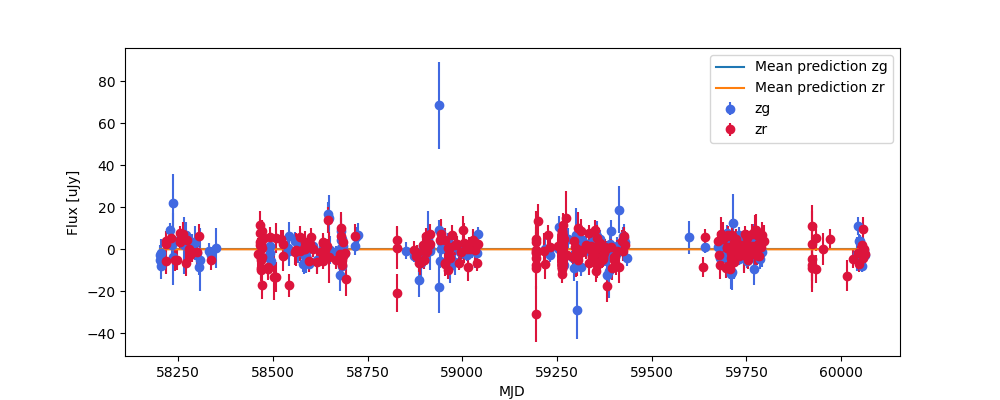 Mean prediction zg
Mean prediction zr
zg
zr
80
60
40
20
0
−20
−40
Flux [uJy]
58250
58500
58750
59000
59250
59500
59750
60000
MJD